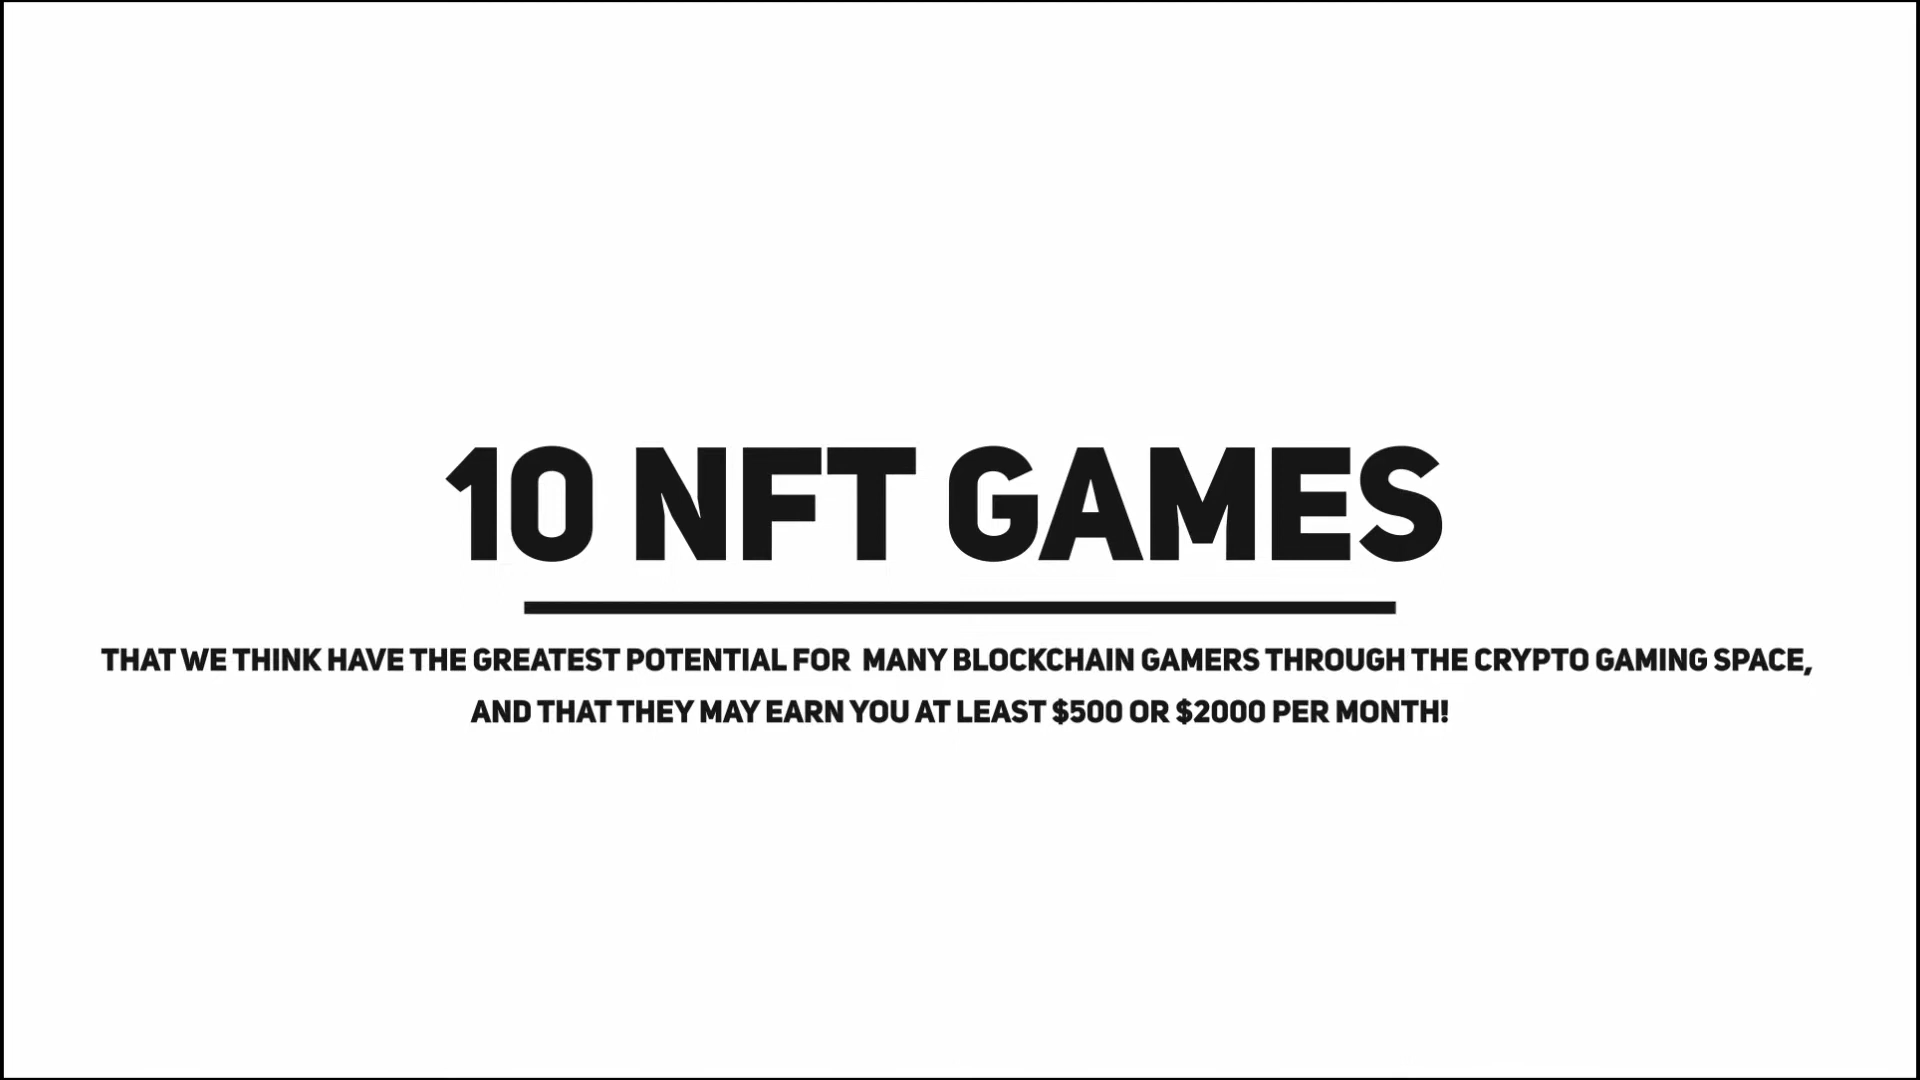 10 NFT GAMES
THAT WE THINK HAVE THE GREATEST POTENTIAL FOR MANY BLOCKCHAIN GAMERS THROUGH THE CRYPTO GAMING SPACE,
AND THAT THEY MAY EARN YOU AT LEAST $500 OR $2000 PER MONTH!